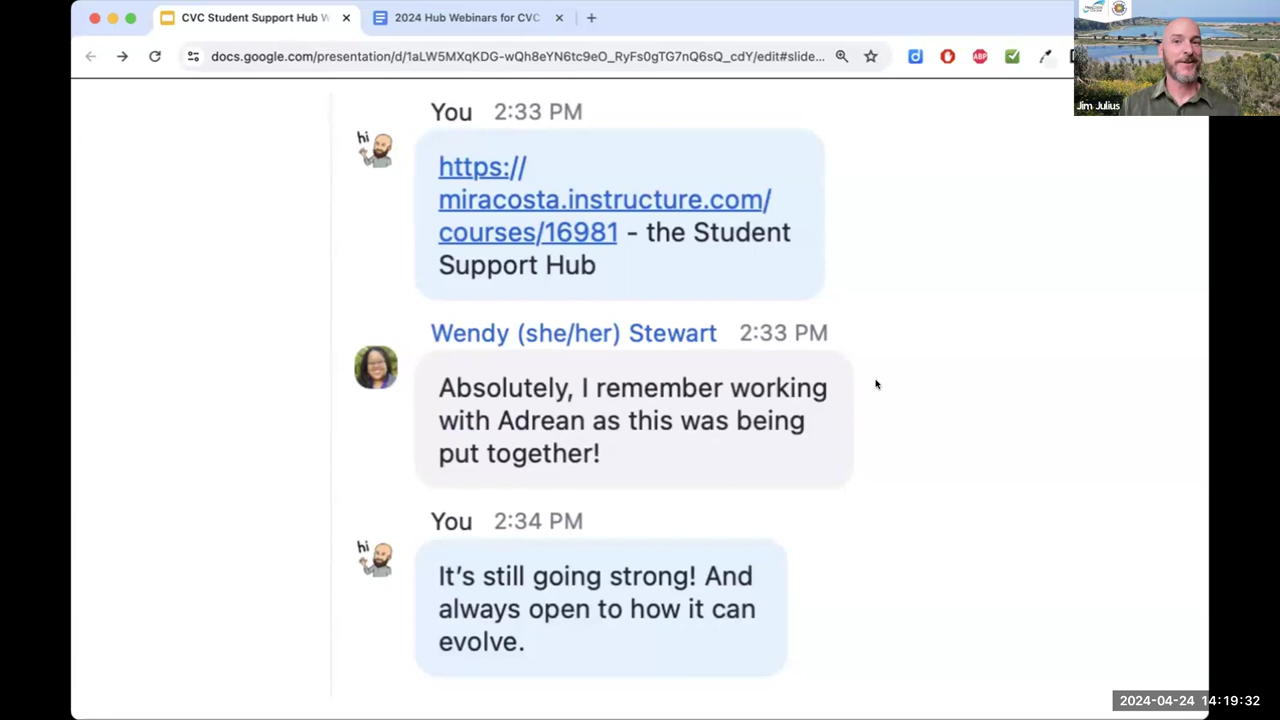 CVC Student Support Hub W
2024 Hub Webinars for CVC
docs.google.com/presentation/d/1aLW5MXqKDG-wQh8eYN6tc9eO_RyFs0gTG7nQ6sQ_cdY/edit#slide...
ABP
Jim Julius
You 2:33 PM
hi
https://
miracosta.instructure.com/
courses/16981 - the Student
Support Hub
Wendy (she/her) Stewart 2:33 PM
Absolutely, I remember working
with Adrean as this was being
put together!
You 2:34 PM
hi
It's still going strong! And
always open to how it can
evolve.
2024-04-24 14:19:32